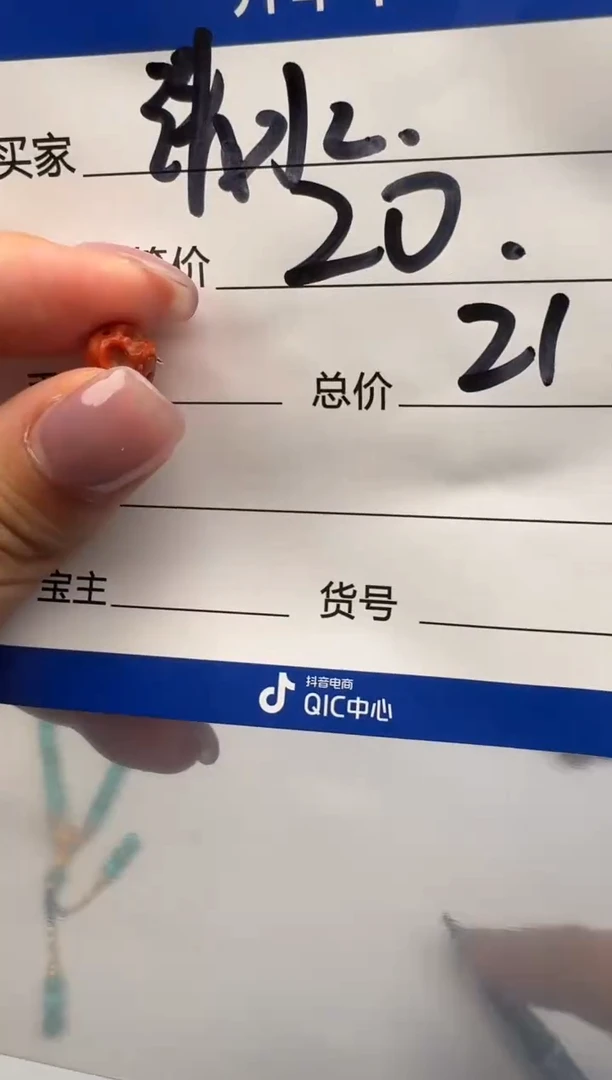 买家
价 20.
总价 21
宝主 货号
抖音电商
QIC中心